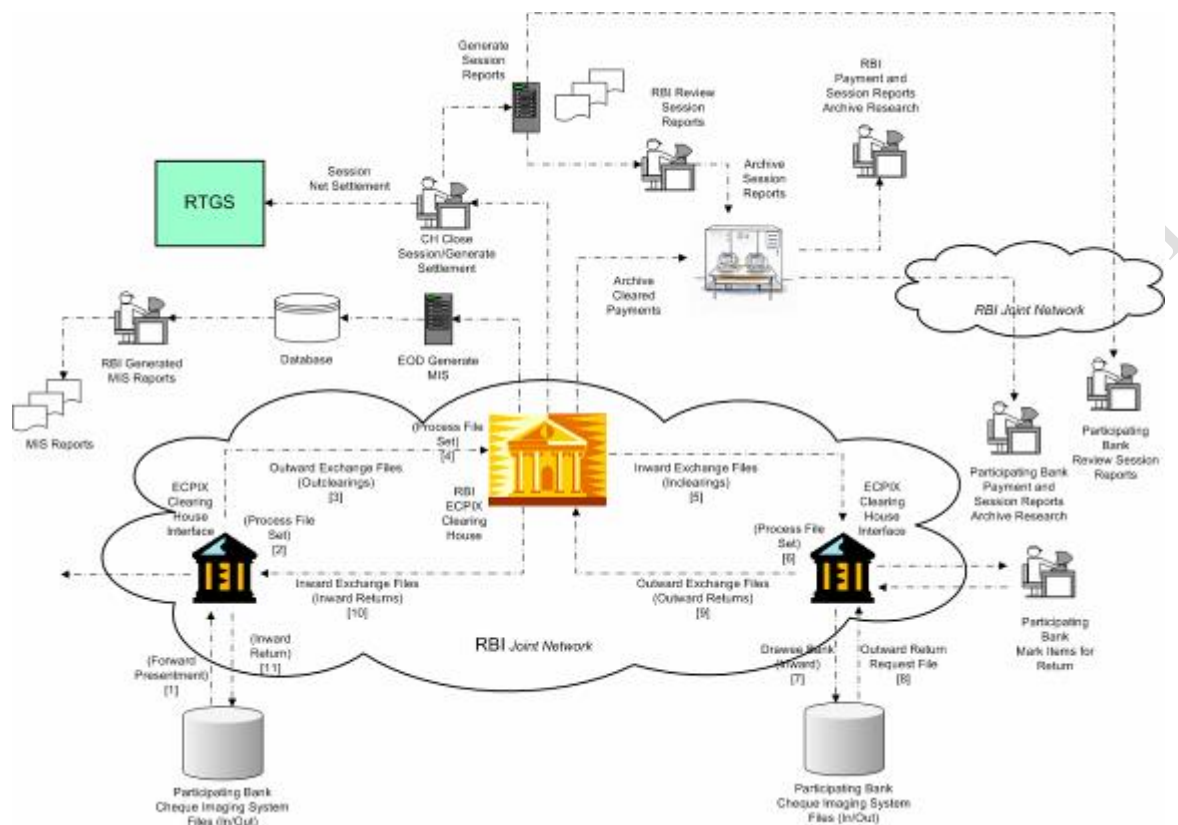 Generate
Session
Reports
RBI Review
Session
Reports
RBI
Payment and
Session Reports
Archive Research
Session
Net Settlement
RTGS
CH Close
Session/Generate
Settlement
Archive
Session
Reports
Archive
Cleared
Payments
RBI Joint Network
RBI Generated
MIS Reports
Database
EOD Generate
MIS
MIS Reports
Participating
Bank
Review Session
Reports
Participating Bank
Payment and
Session Reports
Archive Research
(Process File
Set)
[4]
Outward Exchange Files
(Outclearings)
[3]
RBI
ECPIX
Clearing
House
Inward Exchange Files
(Inclearings)
[5]
ECPIX
Clearing
House
Interface
(Process File
Set)
[2]
ECPIX
Clearing
House
Interface
(Process File
Set)
[6]
Inward Exchange Files
(Inward Returns)
[10]
Outward Exchange Files
(Outward Returns)
[9]
Participating
Bank
Mark Items for
Return
RBI Joint Network
(Forward
Presentment)
[1]
(Inward
Return)
[11]
Drawee Bank
(Inward)
[7]
Outward Return
Request File
[8]
Participating Bank
Cheque Imaging System
Files (In/Out)
Participating Bank
Cheque Imaging System
Files (In/Out)